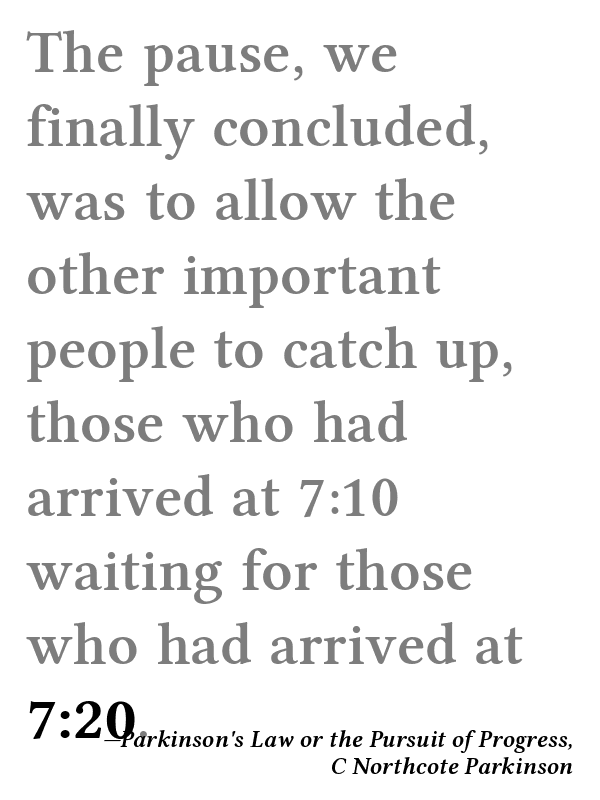 The pause, we
finally concluded,
was to allow the
other important
people to catch up,
those who had
arrived at 7:10
waiting for those
who had arrived at
7:20.
—Parkinson's Law or the Pursuit of Progress,
C Northcote Parkinson